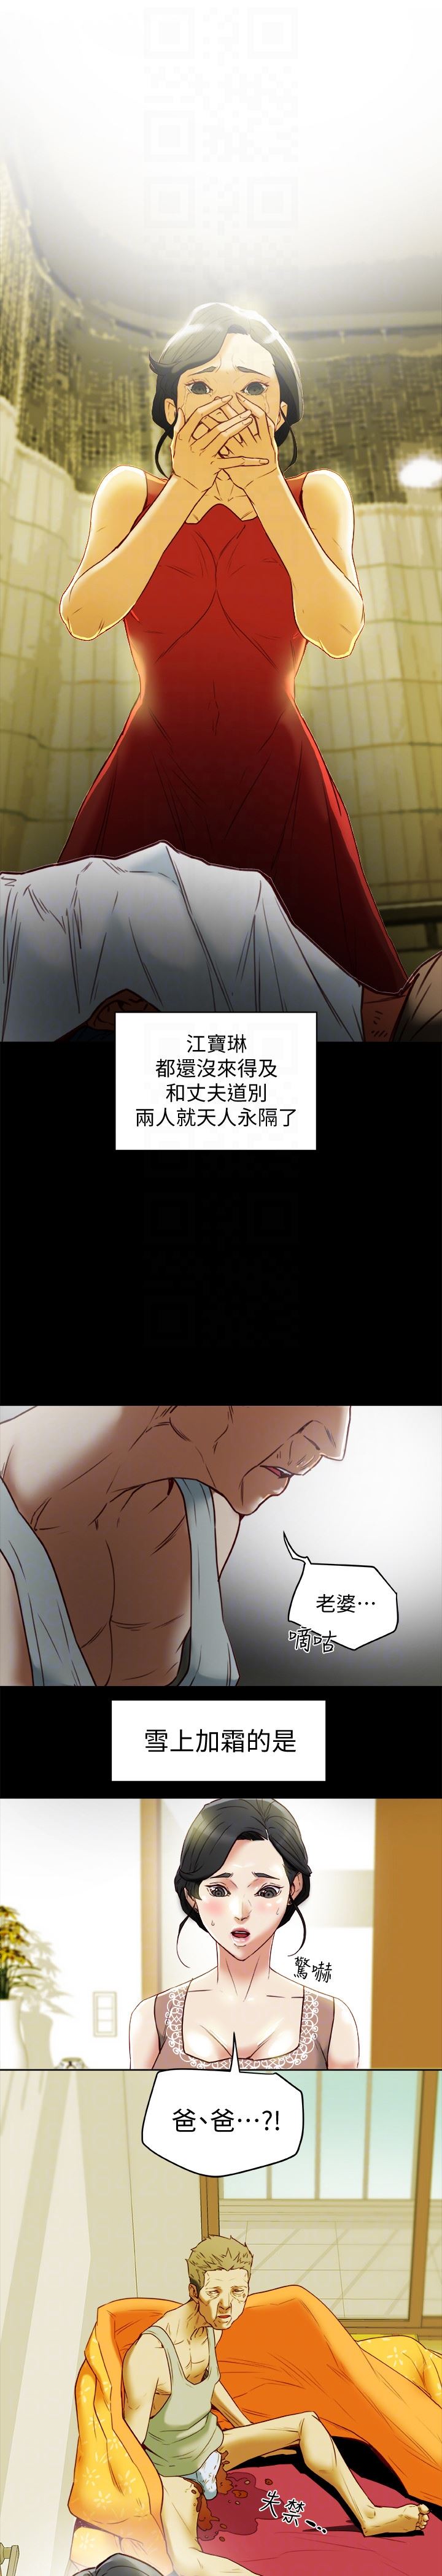 江寶琳
都還沒來得及
和丈夫道別
兩人就天人永隔了
老婆…
嘀咕
雪上加霜的是
驚嚇
爸、爸…?!
失禁…